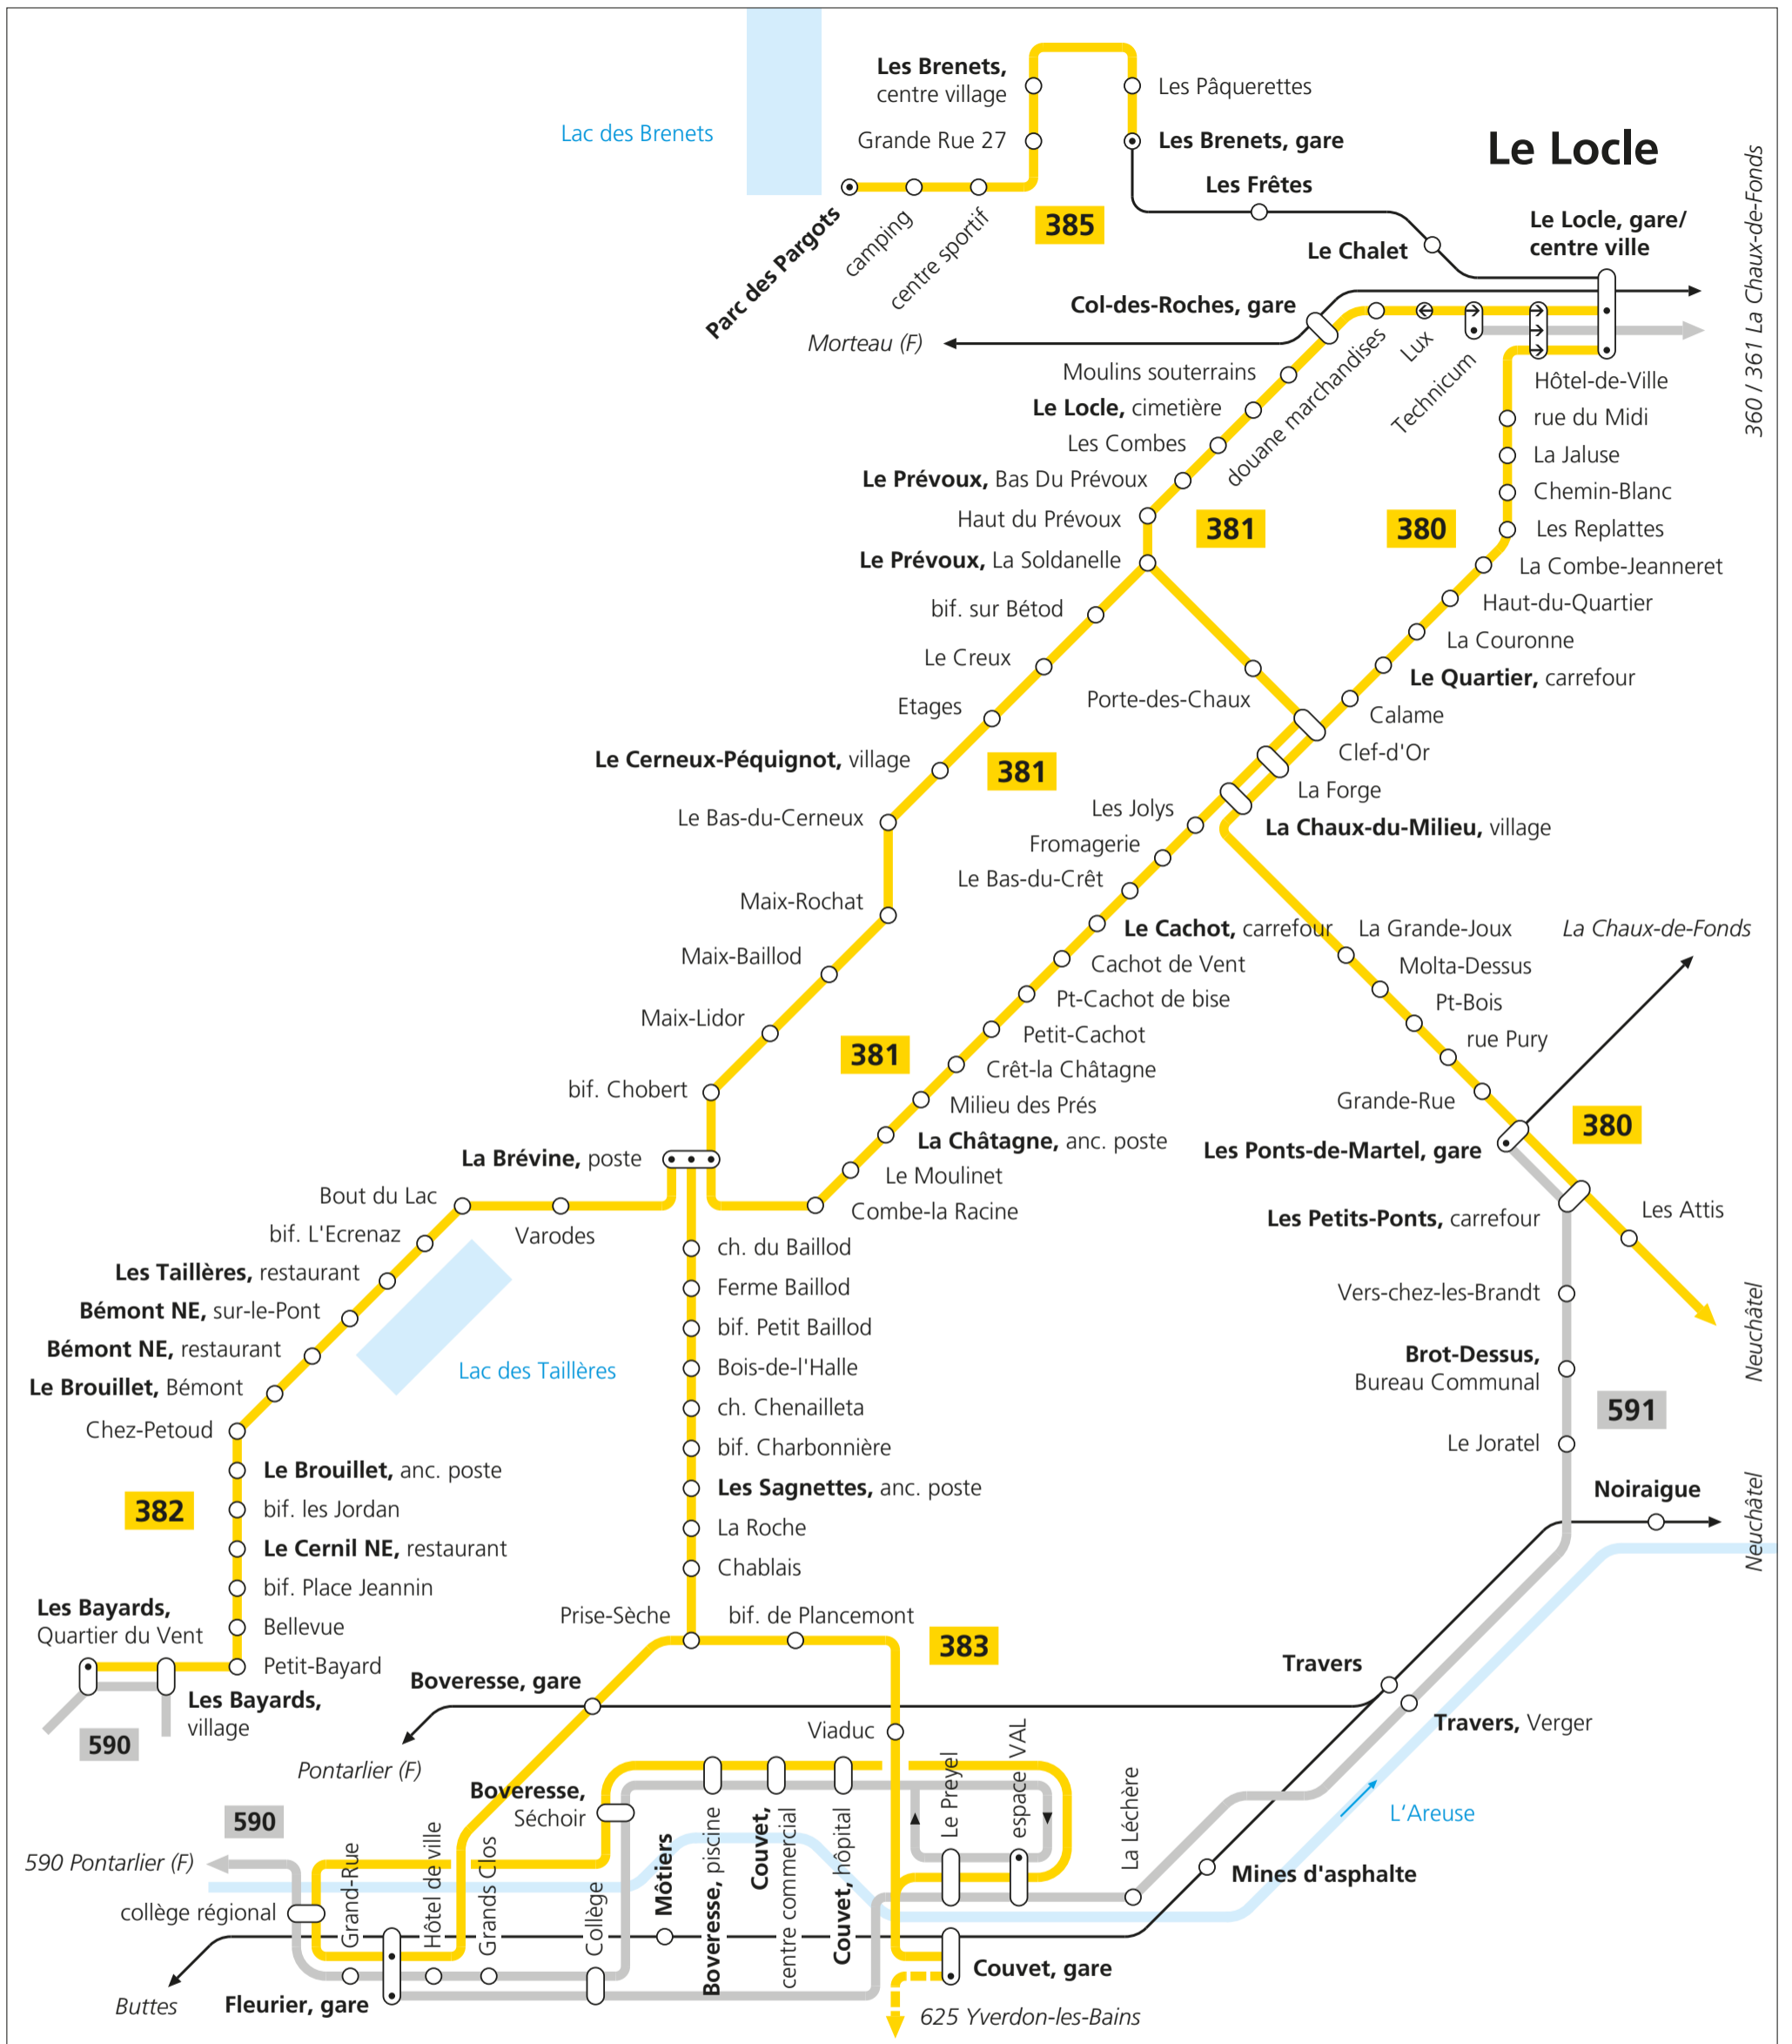 Les Brenets,
centre village
Les Pâquerettes
Lac des Brenets
Grande Rue 27
Les Brenets, gare
Le Locle
Les Frêtes
385
Parc des Pargots
camping
centre sportif
Le Chalet
Le Locle, gare/
centre ville
360 / 361 La Chaux-de-Fonds
Col-des-Roches, gare
Morteau (F)
douane marchandises
Lux
Technicum
Hôtel-de-Ville
Moulins souterrains
Le Locle, cimetière
rue du Midi
Les Combes
La Jaluse
Le Prévoux, Bas Du Prévoux
Chemin-Blanc
Haut du Prévoux
381
380
Les Replattes
Le Prévoux, La Soldanelle
La Combe-Jeanneret
bif. sur Bétod
Haut-du-Quartier
La Couronne
Le Creux
Le Quartier, carrefour
Etages
Porte-des-Chaux
Calame
Clef-d'Or
Le Cerneux-Péquignot, village
381
La Forge
Le Bas-du-Cerneux
Les Jolys
La Chaux-du-Milieu, village
Fromagerie
Le Bas-du-Crêt
Maix-Rochat
Le Cachot, carrefour
La Grande-Joux
La Chaux-de-Fonds
Maix-Baillod
Cachot de Vent
Molta-Dessus
Pt-Cachot de bise
Pt-Bois
Maix-Lidor
Petit-Cachot
rue Pury
381
Crêt-la Châtagne
bif. Chobert
Milieu des Prés
Grande-Rue
380
La Châtagne, anc. poste
Les Ponts-de-Martel, gare
La Brévine, poste
Le Moulinet
Bout du Lac
Combe-la Racine
Les Petits-Ponts, carrefour
Les Attis
bif. L'Ecrenaz
Varodes
ch. du Baillod
Les Taillères, restaurant
Ferme Baillod
Vers-chez-les-Brandt
Neuchâtel
Bémont NE, sur-le-Pont
bif. Petit Baillod
Bémont NE, restaurant
Lac des Taillères
Bois-de-l'Halle
Brot-Dessus,
Bureau Communal
Le Brouillet, Bémont
ch. Chenailleta
591
Chez-Petoud
bif. Charbonnière
Le Joratel
Le Brouillet, anc. poste
Les Sagnettes, anc. poste
Noiraigue
382
bif. les Jordan
La Roche
Neuchâtel
Le Cernil NE, restaurant
Chablais
bif. Place Jeannin
Les Bayards,
Quartier du Vent
Bellevue
Prise-Sèche
bif. de Plancemont
383
Petit-Bayard
Les Bayards,
village
Boveresse, gare
Travers
590
Viaduc
Travers, Verger
Pontarlier (F)
Boveresse,
Séchoir
Le Preyel
espace VAL
La Léchère
L'Areuse
590
590 Pontarlier (F)
Grand-Rue
Hôtel de ville
Grands Clos
Collège
Môtiers
Boveresse, piscine
Couvet,
centre commercial
Couvet, hôpital
Mines d'asphalte
collège régional
Couvet, gare
Buttes
Fleurier, gare
625 Yverdon-les-Bains